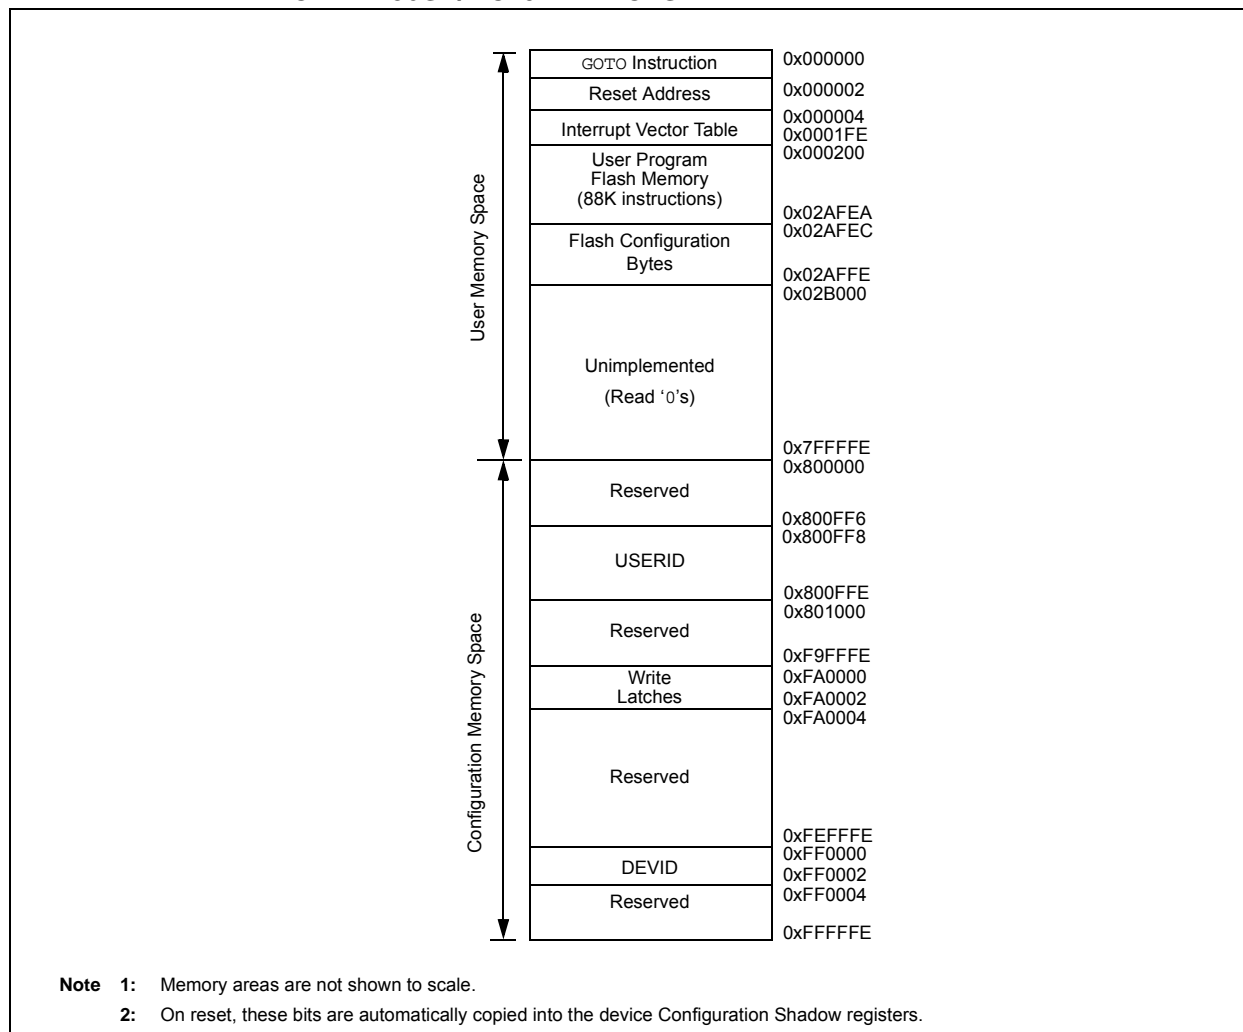 GOTO Instruction
0x000000
Reset Address
0x000002
Interrupt Vector Table
0x000004
0x0001FE
User Program
Flash Memory
(88K instructions)
0x000200
0x02AFEA
Flash Configuration
Bytes
0x02AFEC
0x02AFFE
Unimplemented
(Read ‘0’s)
0x02B000
0x7FFFFE
User Memory Space
Reserved
0x800000
0x800FF6
USERID
0x800FF8
0x800FFE
Reserved
0x801000
0xF9FFFE
Write
Latches
0xFA0000
0xFA0002
Reserved
0xFA0004
0xFEFFFE
DEVID
0xFF0000
0xFF0002
Reserved
0xFF0004
0xFFFFFE
Configuration Memory Space
Note 1: Memory areas are not shown to scale.
2: On reset, these bits are automatically copied into the device Configuration Shadow registers.